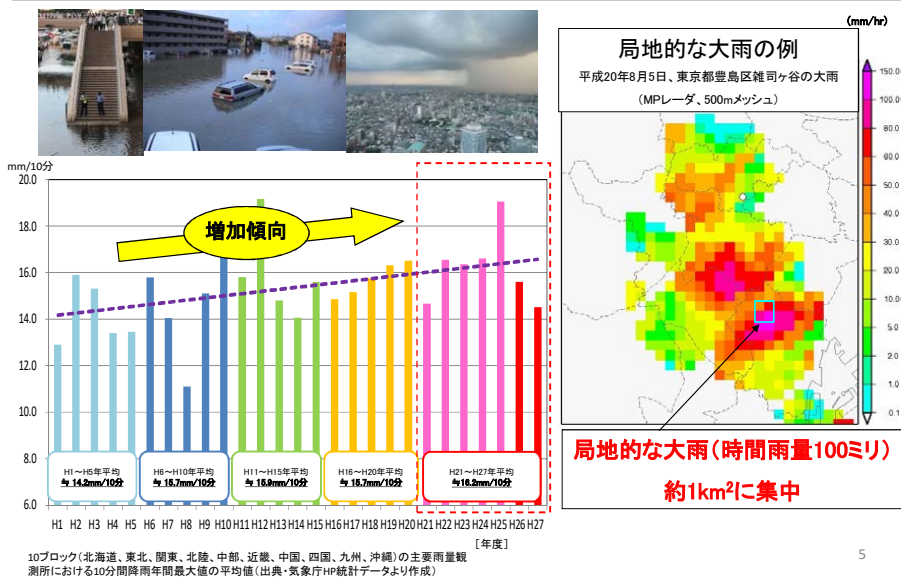 (mm/hr)
局地的な大雨の例
平成20年8月5日、東京都豊島区雑司ヶ谷の大雨
(MPレーダ、500mメッシュ)
150.00
100.00
80.00
60.00
50.00
40.00
30.00
20.00
10.00
5.0
2.0
1.0
0.1
局地的な大雨(時間雨量100ミリ)
約1km²に集中
mm/10分
20.0
18.0
16.0
14.0
12.0
10.0
8.0
6.0
増加傾向
H1～H5年平均
≒ 14.2mm/10分
H6～H10年平均
≒ 15.7mm/10分
H11～H15年平均
≒ 15.9mm/10分
H16～H20年平均
≒ 15.7mm/10分
H21～H27年平均
≒16.2mm/10分
H1 H2 H3 H4 H5 H6 H7 H8 H9 H10 H11 H12 H13 H14 H15 H16 H17 H18 H19 H20 H21 H22 H23 H24 H25 H26 H27
[年度]
10ブロック(北海道、東北、関東、北陸、中部、近畿、中国、四国、九州、沖縄)の主要雨量観
測所における10分間降雨年間最大値の平均値(出典・気象庁HP統計データより作成)
5